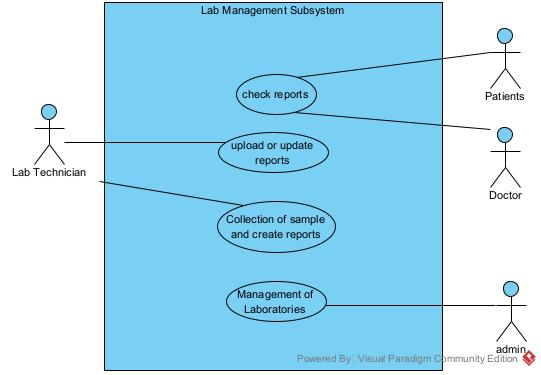 Lab Management Subsystem
check reports
Patients
upload or update
reports
Lab Technician
Doctor
Collection of sample
and create reports
Management of
Laboratories
admin
Powered By Visual Paradigm Community Edition